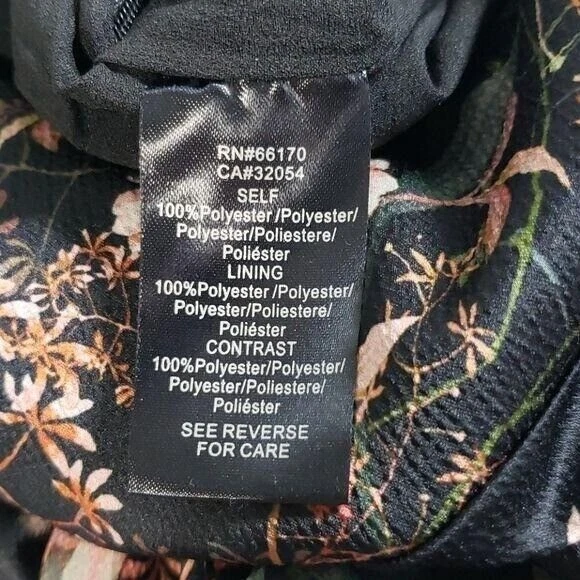 RN#66170
CA#32054
SELF
100%Polyester/Polyester/
Polyester/Poliestere/
Poliéster
LINING
100%Polyester/Polyester/
Polyester/Poliestere/
Poliéster
CONTRAST
100%Polyester/Polyester/
Polyester/Poliestere/
Poliéster
SEE REVERSE
FOR CARE